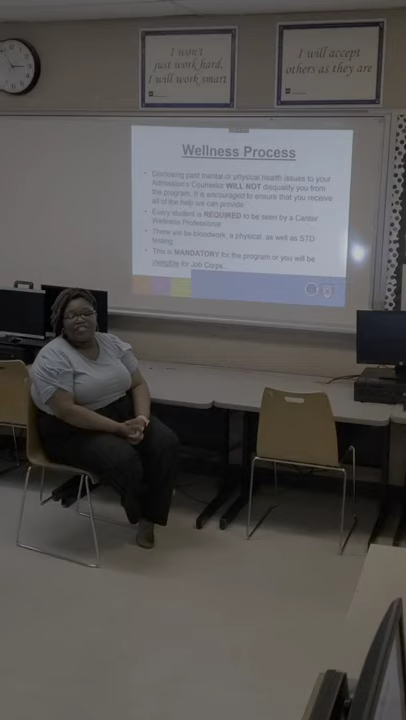 I won't
just work hard,
I will work smart
I will accept
others as they are
Wellness Process
• Disclosing past mental or physical health issues to your
Admission's Counselor WILL NOT disqualify you from
the program. It is encouraged to ensure that you receive
all of the help we can provide.
• Every student is REQUIRED to be seen by a Center
Wellness Professional
• There will be bloodwork, a physical, as well as STD
testing
• This is MANDATORY for the program or you will be
ineligible for Job Corps.